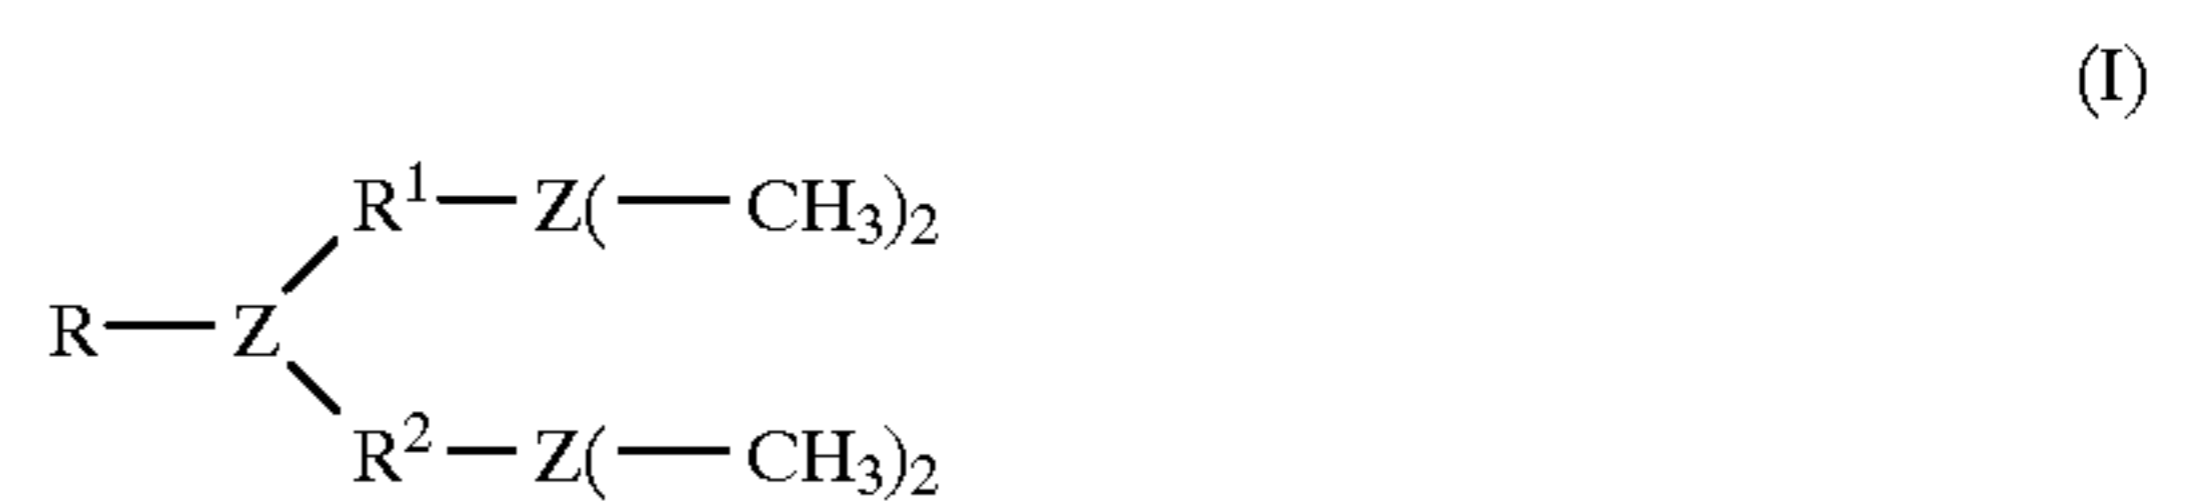 (I)
R¹—Z(—CH₃)₂
R—Z
R²—Z(—CH₃)₂